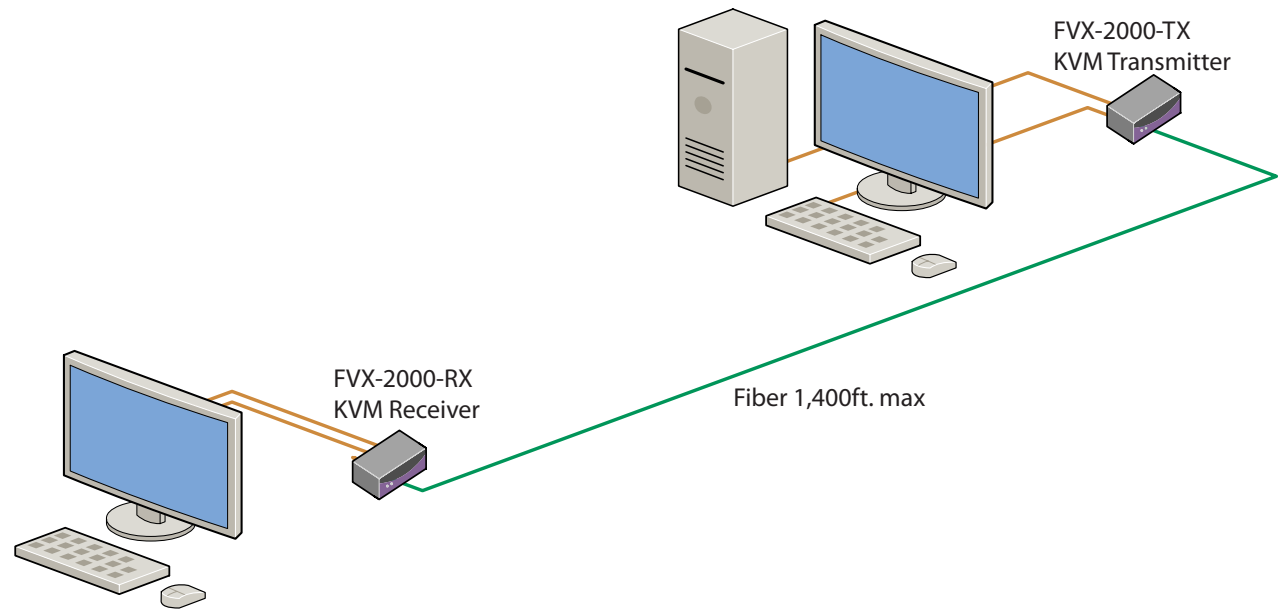 FVX-2000-TX
KVM Transmitter
FVX-2000-RX
KVM Receiver
Fiber 1,400ft. max